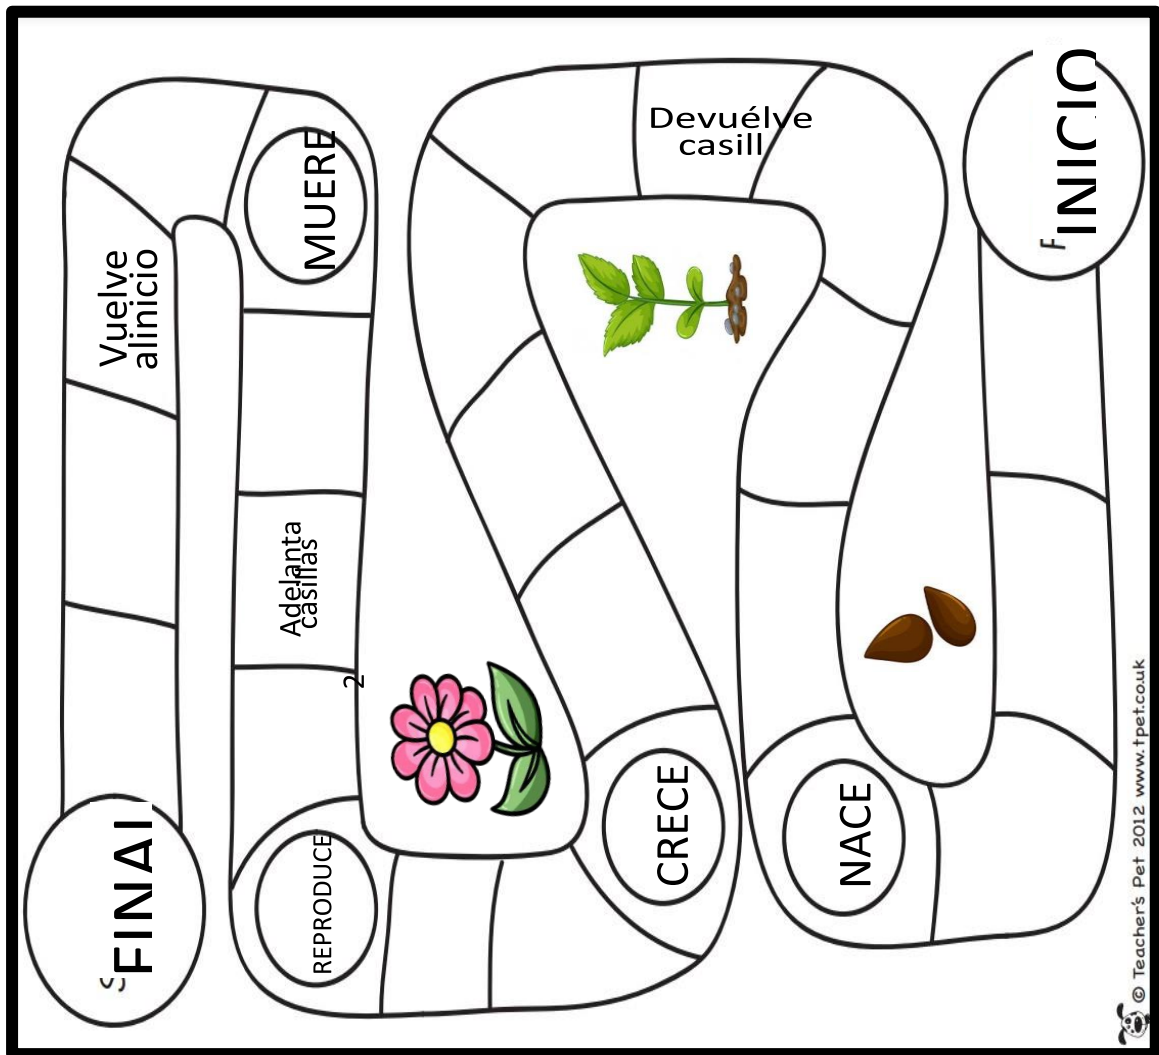 INICIO
F
NACE
Devuélve
casill
CRECE
REPRODUCE
2
Adelanta
casillas
MUERE
Vuelve
alinicio
FINAL
S
© Teacher's Pet 2012 www.tpet.co.uk